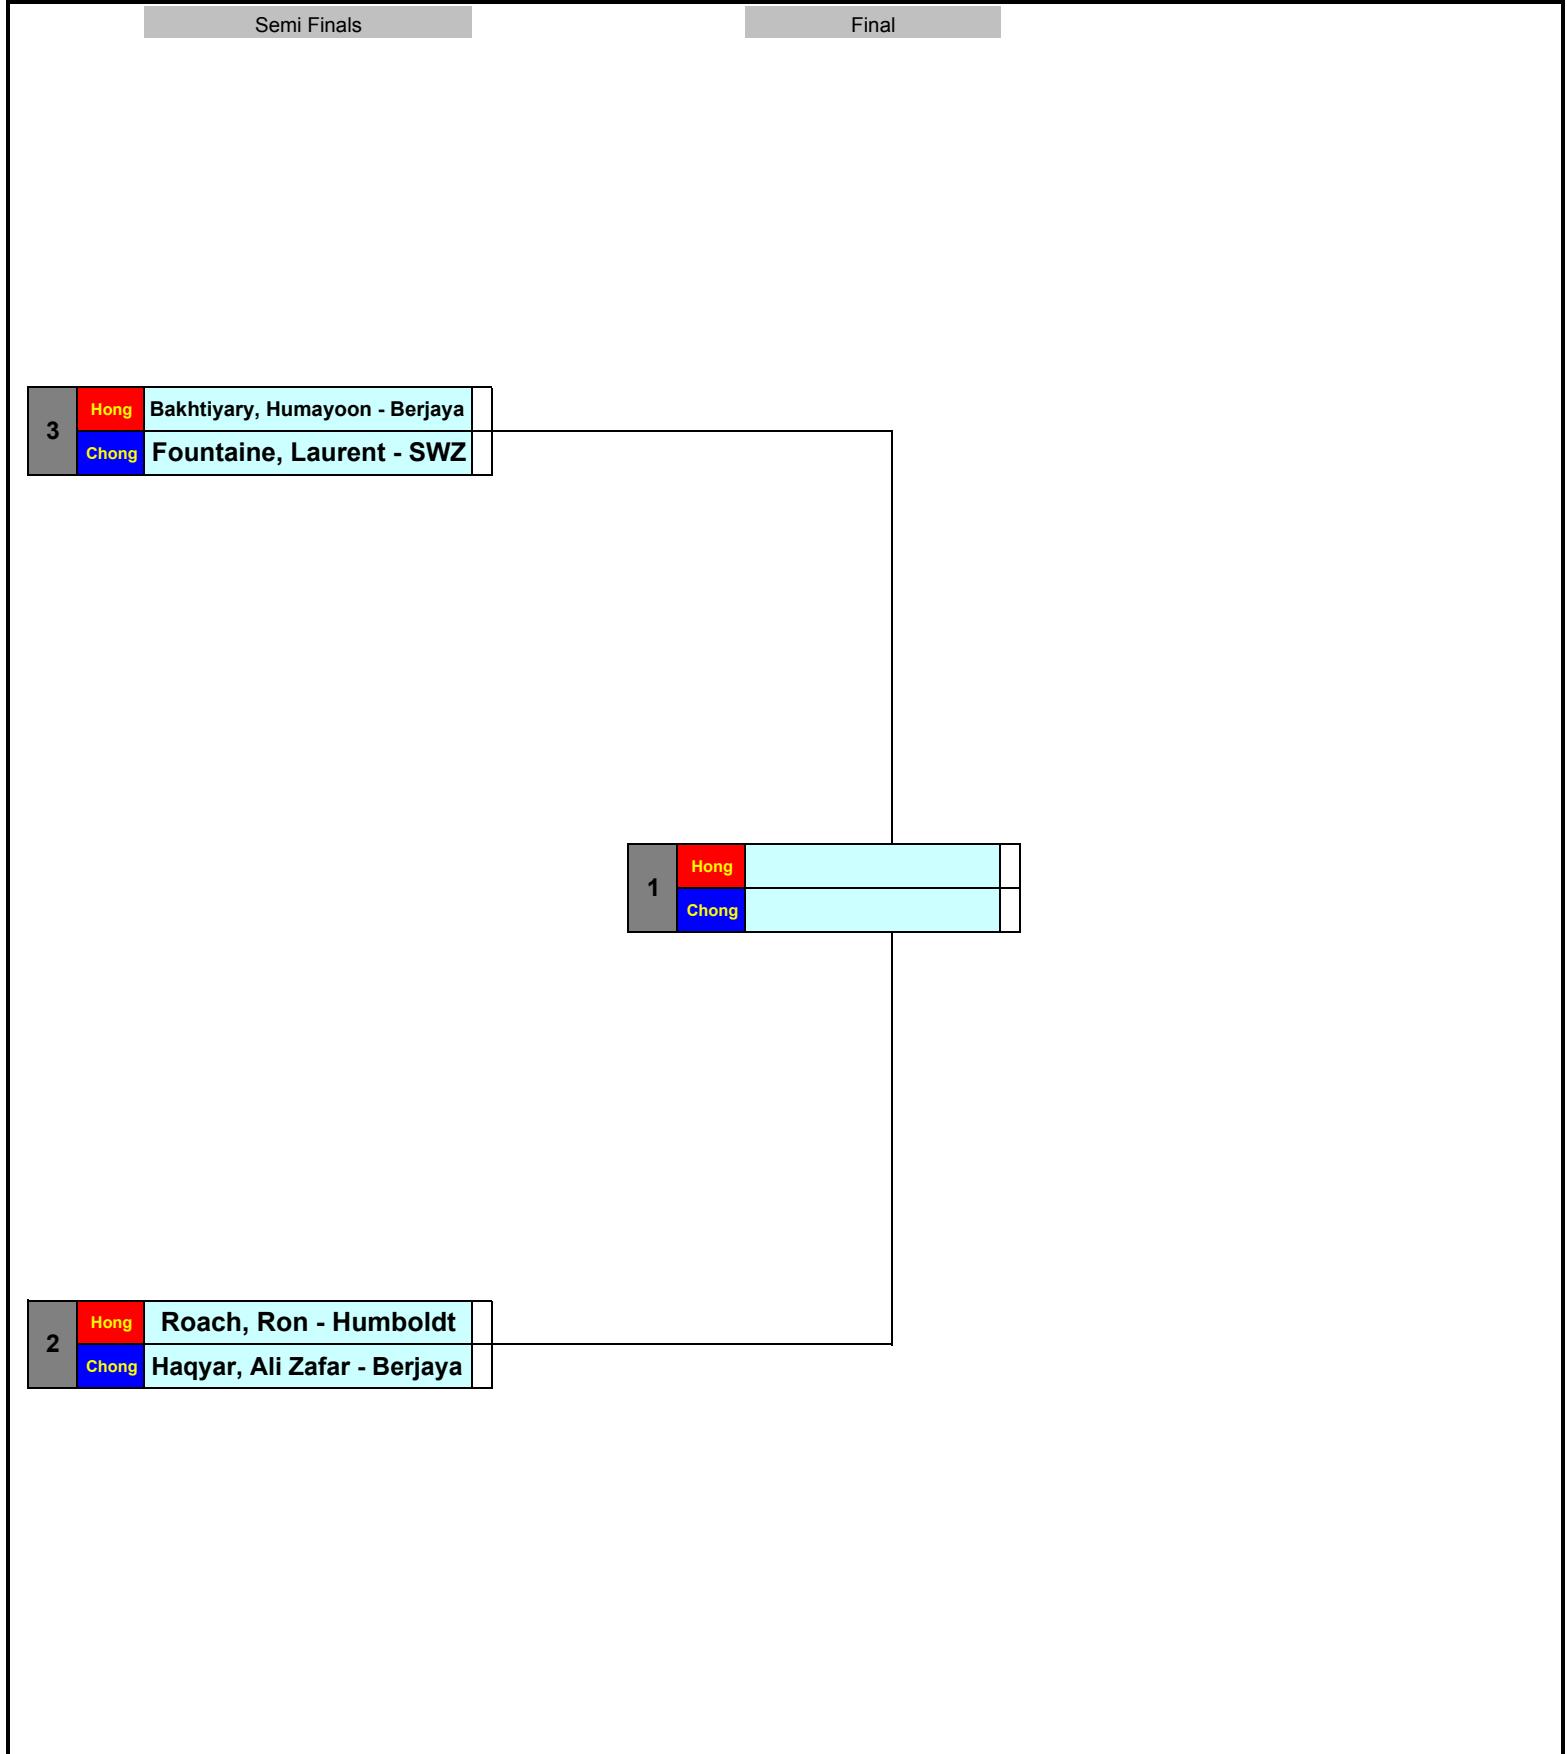 Semi Finals
Final
3
Hong
Bakhtiyary, Humayoon - Berjaya
Chong
Fountaine, Laurent - SWZ
1
Hong
Chong
2
Hong
Roach, Ron - Humboldt
Chong
Haqyar, Ali Zafar - Berjaya